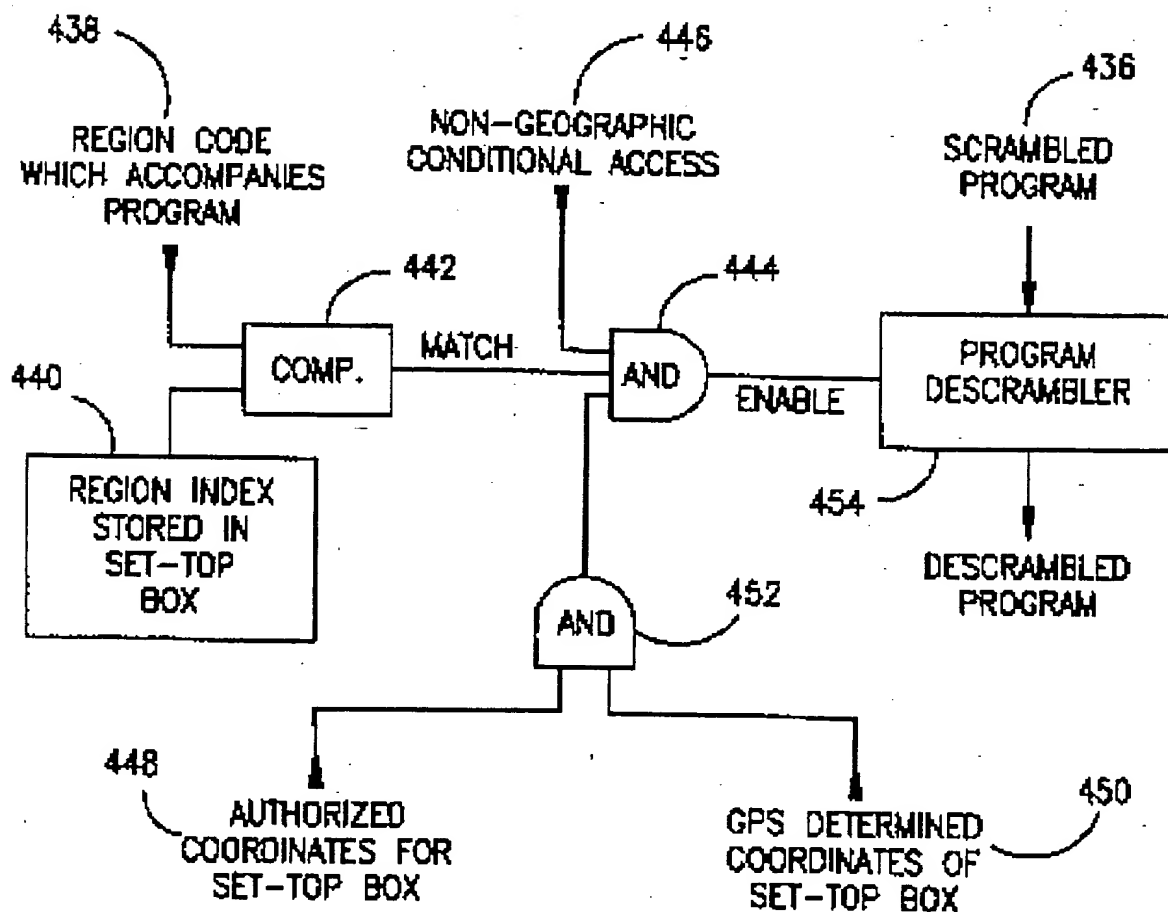 438
REGION CODE
WHICH ACCOMPANIES
PROGRAM
446
NON-GEOGRAPHIC
CONDITIONAL ACCESS
436
SCRAMBLED
PROGRAM
442
COMP.
MATCH
444
AND
ENABLE
PROGRAM
DESCRAMBLER
454
DESCRAMBLED
PROGRAM
440
REGION INDEX
STORED IN
SET-TOP
BOX
AND
452
448
AUTHORIZED
COORDINATES FOR
SET-TOP BOX
450
GPS DETERMINED
COORDINATES OF
SET-TOP BOX